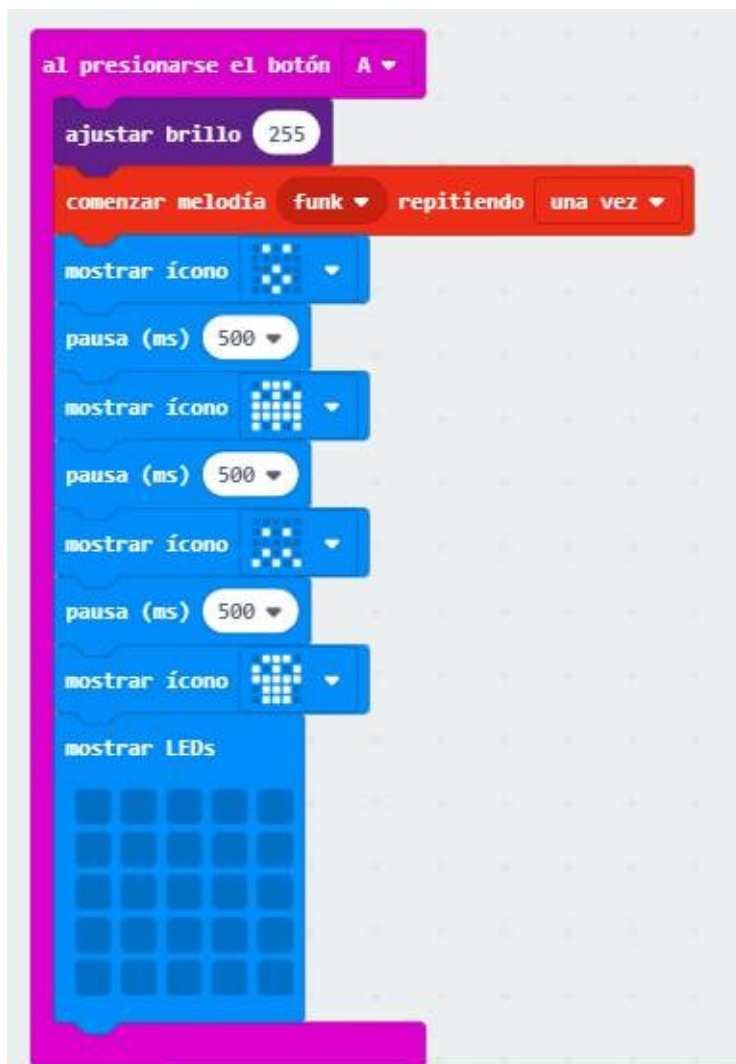 al presionarse el botón A
ajustar brillo 255
comenzar melodía funk repitiendo una vez
mostrar ícono
pausa (ms) 500
mostrar ícono
pausa (ms) 500
mostrar ícono
pausa (ms) 500
mostrar ícono
mostrar LEDs